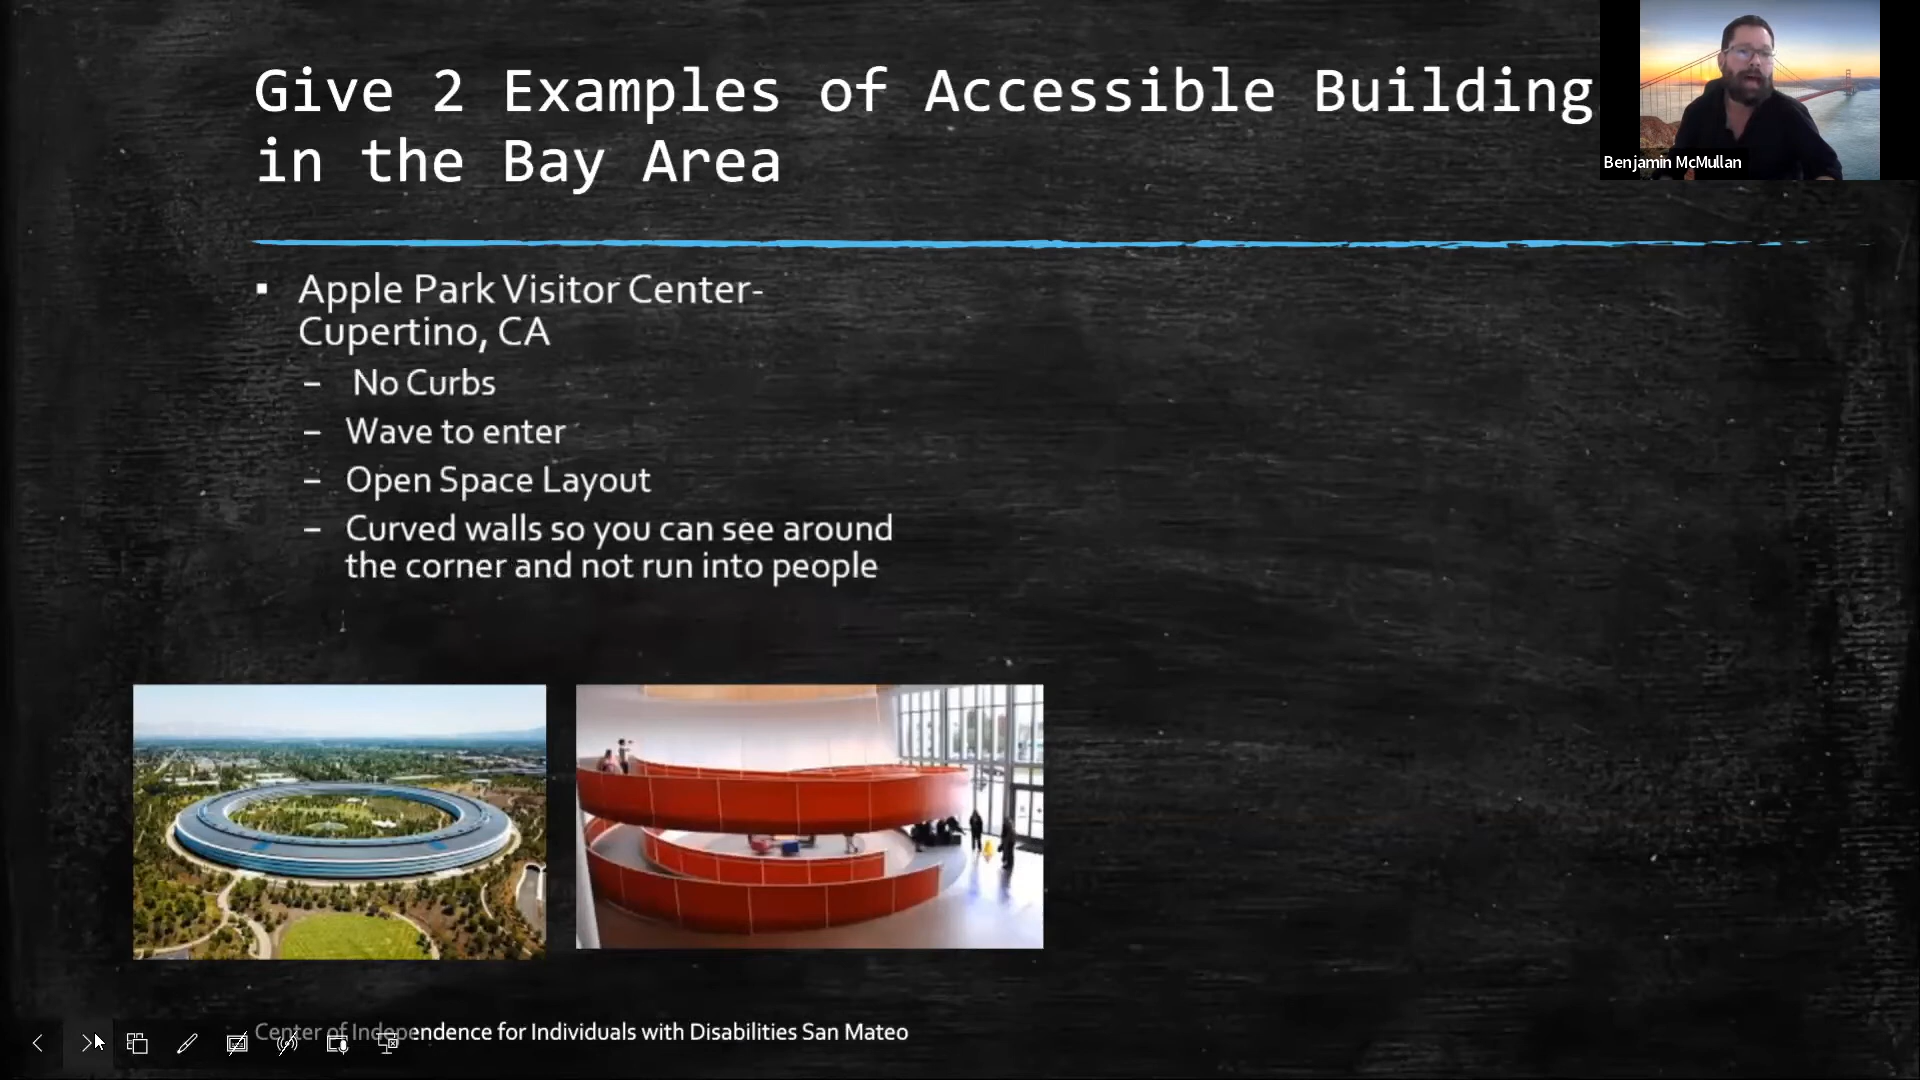 Give 2 Examples of Accessible Building
in the Bay Area
Benjamin McMullan
▪ Apple Park Visitor Center-
Cupertino, CA
– No Curbs
– Wave to enter
– Open Space Layout
– Curved walls so you can see around
the corner and not run into people
Center of Independence for Individuals with Disabilities San Mateo